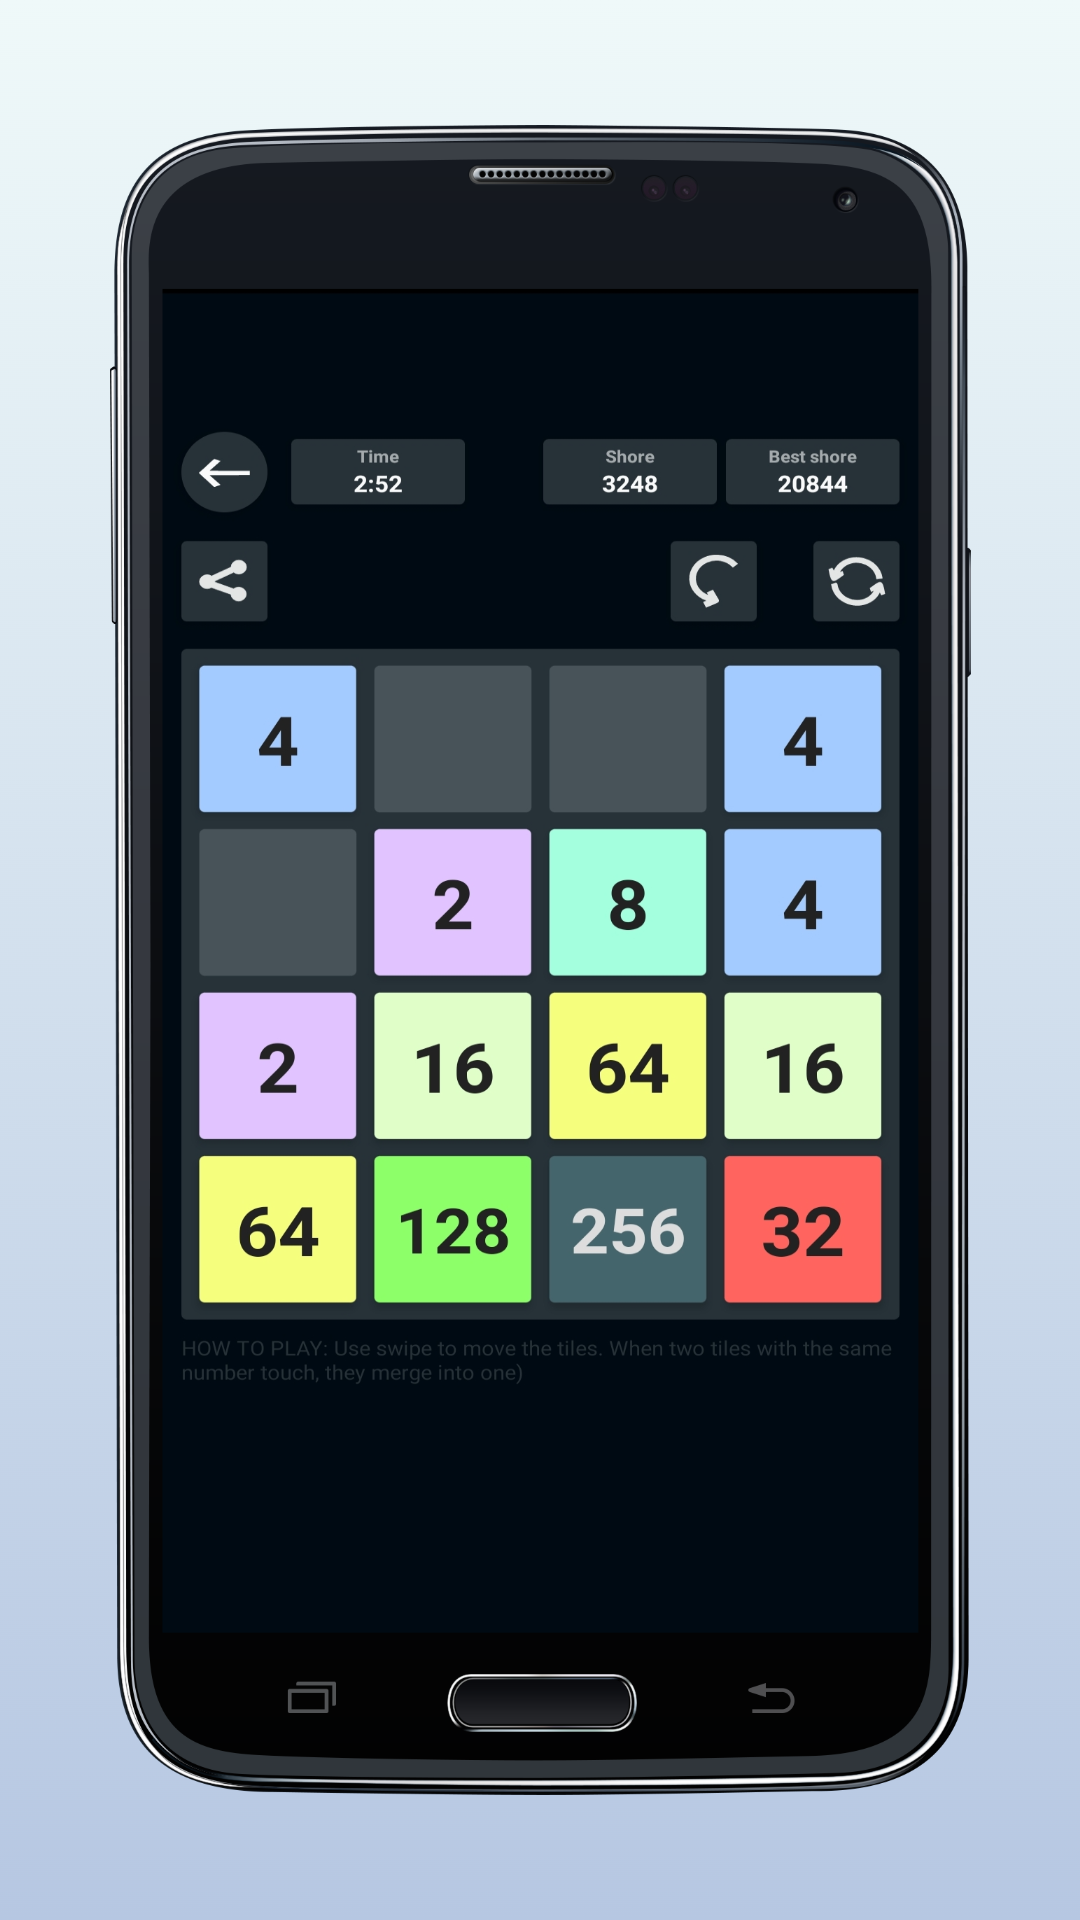 Time
2:52
Shore
3248
Best shore
20844
4 4
2 8 4
2 16 64 16
64 128 256 32
HOW TO PLAY: Use swipe to move the tiles. When two tiles with the same
number touch, they merge into one)